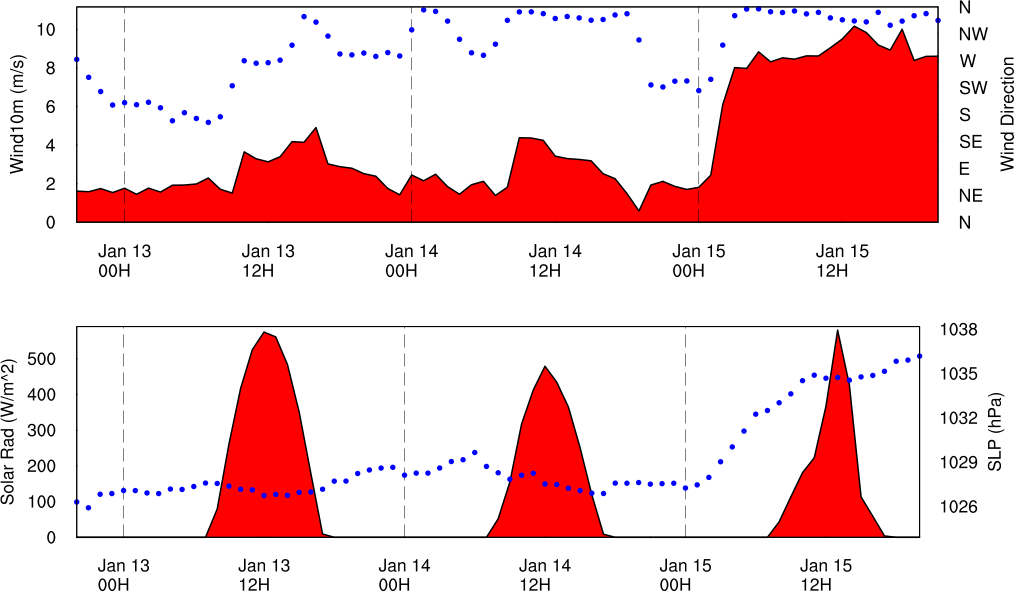 Wind10m (m/s)
10
8
6
4
2
0
N
NW
W
SW
S
SE
E
NE
N
Wind Direction
Jan 13 Jan 13 Jan 14 Jan 14 Jan 15 Jan 15
00H 12H 00H 12H 00H 12H
Solar Rad (W/m^2)
500
400
300
200
100
0
1038
1035
1032
1029
1026
SLP (hPa)
Jan 13 Jan 13 Jan 14 Jan 14 Jan 15 Jan 15
00H 12H 00H 12H 00H 12H